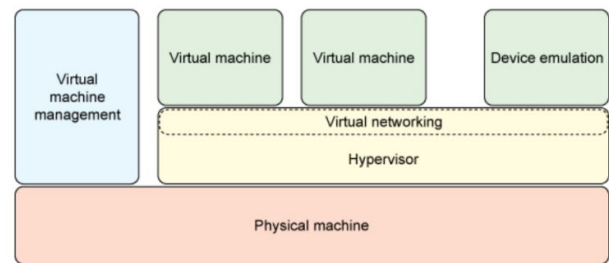 Virtual
machine
management
Virtual machine
Virtual machine
Device emulation
Virtual networking
Hypervisor
Physical machine